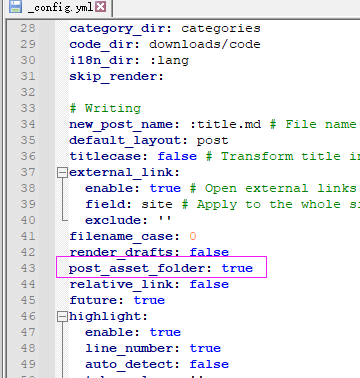 _config.yml
28 category_dir: categories
29 code_dir: downloads/code
30 i18n_dir: :lang
31 skip_render:
32
33 # Writing
34 new_post_name: :title.md # File name
35 default_layout: post
36 titlecase: false # Transform title in
37 external_link:
38 enable: true # Open external links
39 field: site # Apply to the whole si
40 exclude: ''
41 filename_case: 0
42 render_drafts: false
43 post_asset_folder: true
44 relative_link: false
45 future: true
46 highlight:
47 enable: true
48 line_number: true
49 auto_detect: false